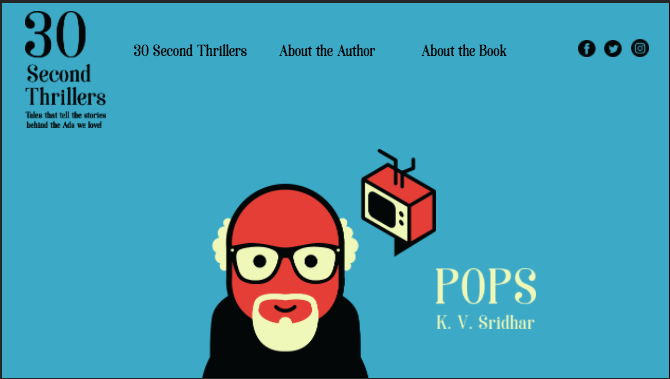 30
Second
Thrillers
Tales that tell the stories
behind the Ads we love!
30 Second Thrillers
About the Author
About the Book
POPS
K. V. Sridhar